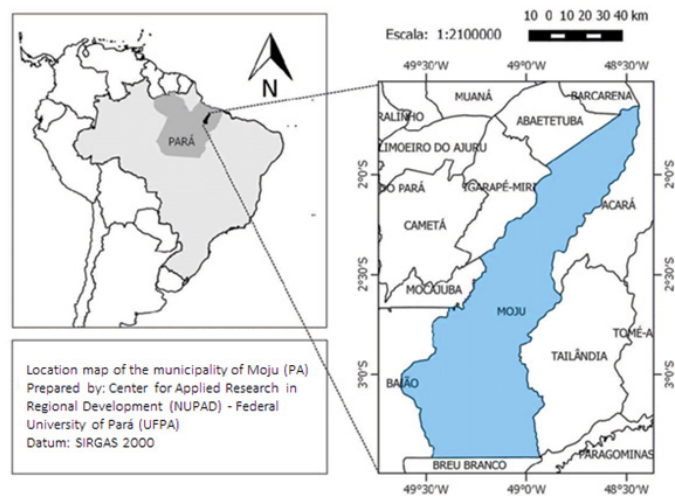 10 0 10 20 30 40 km
Escala: 1:2100000
N
PARÁ
49°30'W 49°0'W 48°30'W
MUANÁ
BARCARENA
RALINHO
ABAETETUBA
LIMOEIRO DO AJURU
2°0'S
2°0'S
DO PARÁ
IGARAPÉ-MIRI
ACARÁ
CAMETÁ
2°30'S
2°30'S
MOCAJUBA
MOJU
TOMÉ-A
TAILÂNDIA
3°0'S
3°0'S
BAIÃO
PARAGOMINAS
BREU BRANCO
49°30'W 49°0'W 48°30'W
Location map of the municipality of Moju (PA)
Prepared by: Center for Applied Research in
Regional Development (NUPAD) - Federal
University of Pará (UFPA)
Datum: SIRGAS 2000